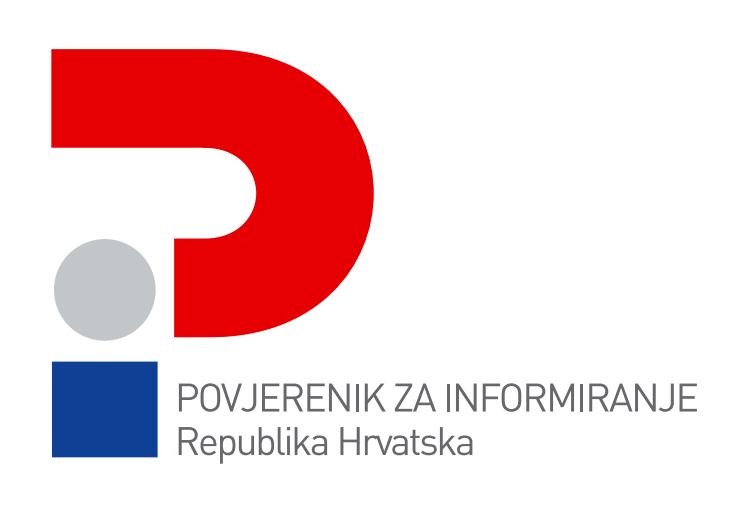 POVJERENIK ZA INFORMIRANJE
Republika Hrvatska